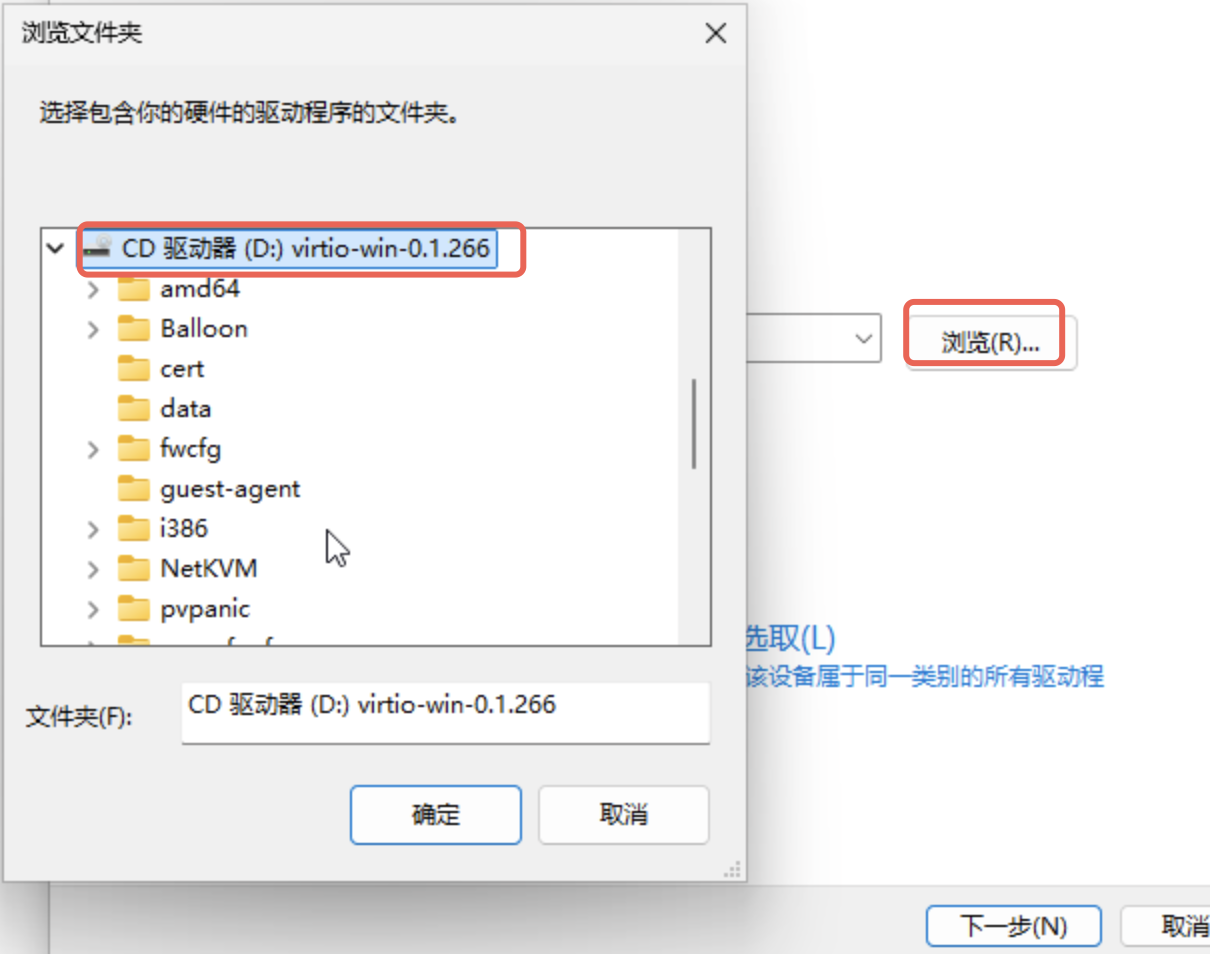 浏览文件夹
选择包含你的硬件的驱动程序的文件夹。
CD 驱动器 (D:) virtio-win-0.1.266
amd64
Balloon
cert
data
fwcfg
guest-agent
i386
NetKVM
pvpanic
浏览(R)...
选取(L)
该设备属于同一类别的所有驱动程
文件夹(F):
CD 驱动器 (D:) virtio-win-0.1.266
确定
取消
下一步(N)
取消